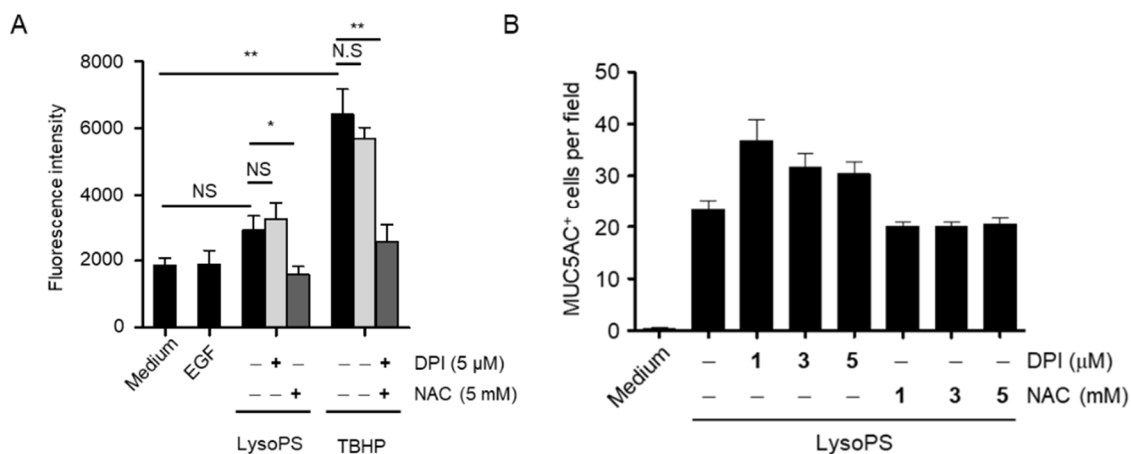 A
Fluorescence intensity
8000
6000
4000
2000
0
NS
**
NS
*
N.S
**
Medium
EGF
– + – – – + DPI (5 µM)
– – + – – + NAC (5 mM)
LysoPS
TBHP
B
MUC5AC⁺ cells per field
50
40
30
20
10
0
Medium
– 1 3 5 – – – DPI (µM)
– – – – 1 3 5 NAC (mM)
LysoPS